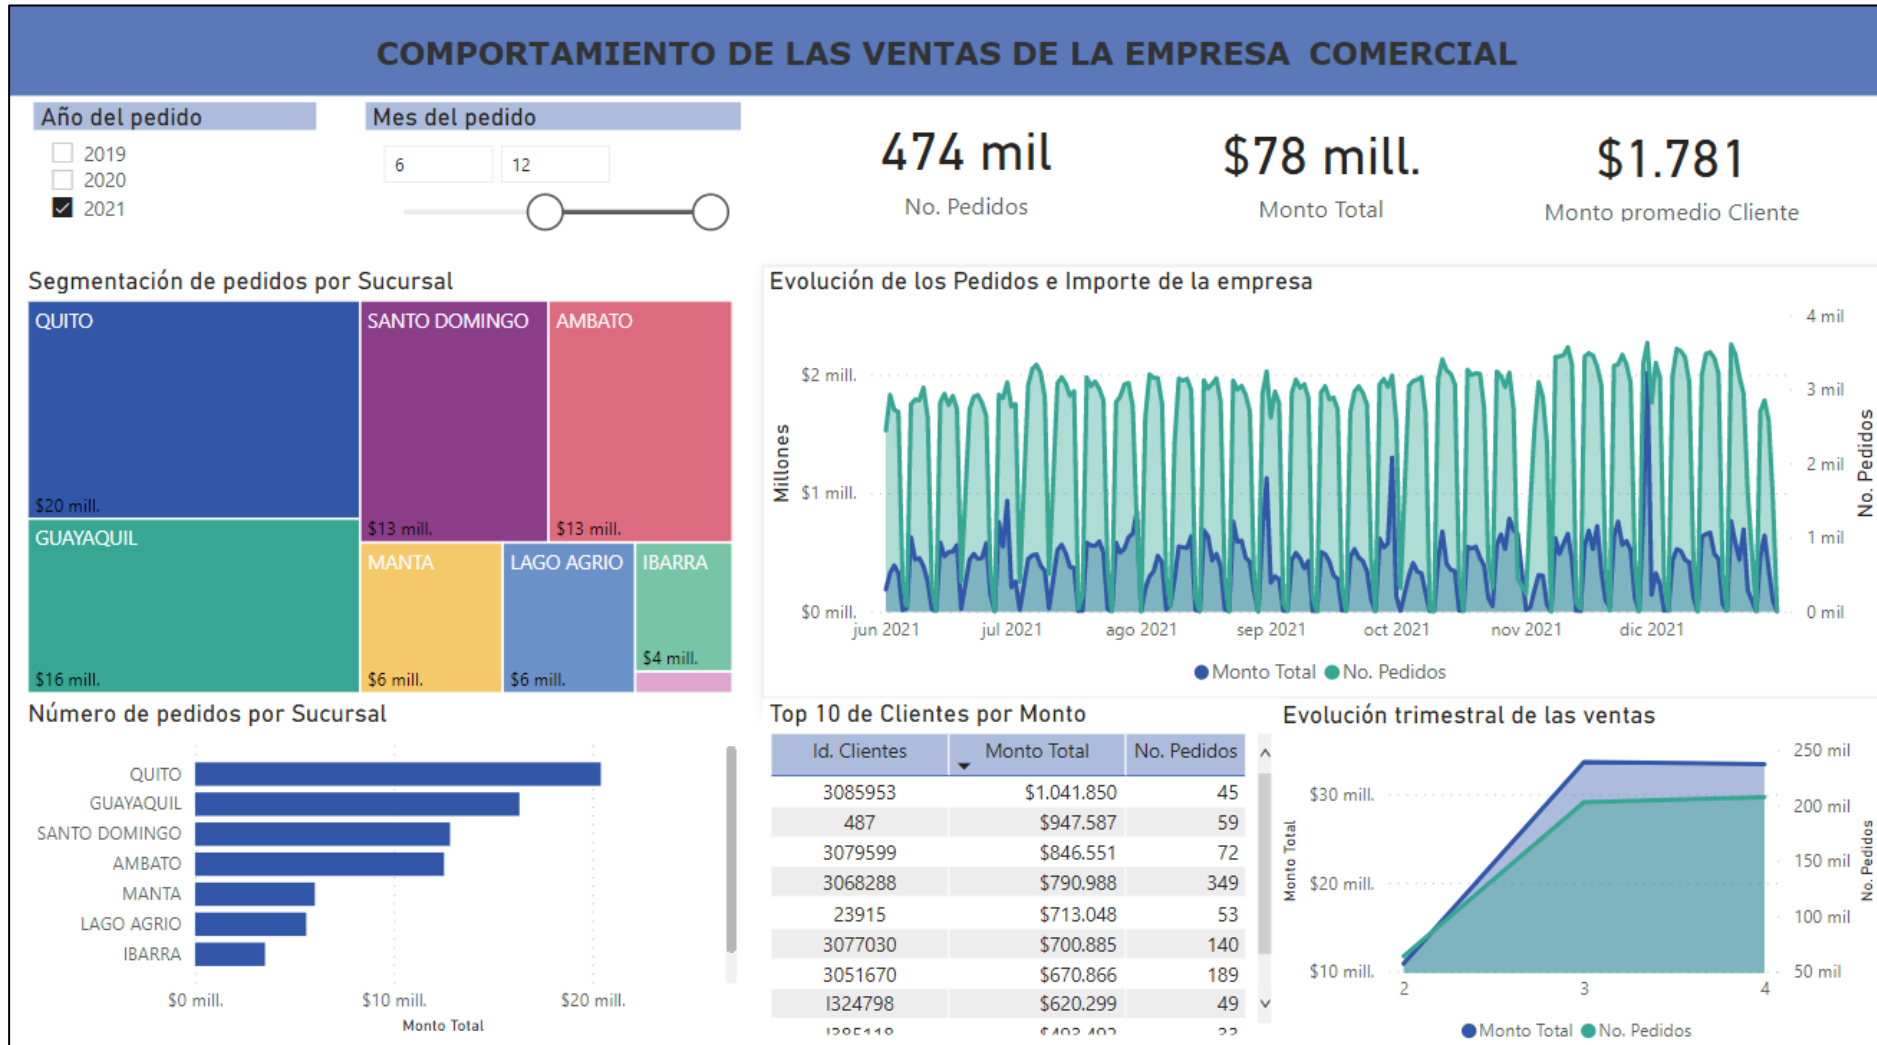 COMPORTAMIENTO DE LAS VENTAS DE LA EMPRESA COMERCIAL
Año del pedido
2019
2020
2021
Mes del pedido
6 12
474 mil
No. Pedidos
$78 mill.
Monto Total
$1.781
Monto promedio Cliente
Segmentación de pedidos por Sucursal
QUITO
$20 mill.
SANTO DOMINGO
$13 mill.
AMBATO
$13 mill.
GUAYAQUIL
$16 mill.
MANTA
$6 mill.
LAGO AGRIO
$6 mill.
IBARRA
$4 mill.
Evolución de los Pedidos e Importe de la empresa
Millones
$2 mill.
$1 mill.
$0 mill.
4 mil
3 mil
2 mil
1 mil
0 mil
No. Pedidos
jun 2021 jul 2021 ago 2021 sep 2021 oct 2021 nov 2021 dic 2021
Monto Total No. Pedidos
Número de pedidos por Sucursal
QUITO
GUAYAQUIL
SANTO DOMINGO
AMBATO
MANTA
LAGO AGRIO
IBARRA
$0 mill. $10 mill. $20 mill.
Monto Total
Top 10 de Clientes por Monto
Id. Clientes Monto Total No. Pedidos
3085953 $1.041.850 45
487 $947.587 59
3079599 $846.551 72
3068288 $790.988 349
23915 $713.048 53
3077030 $700.885 140
3051670 $670.866 189
I324798 $620.299 49
Evolución trimestral de las ventas
Monto Total
$30 mill.
$20 mill.
$10 mill.
250 mil
200 mil
150 mil
100 mil
50 mil
No. Pedidos
2 3 4
Monto Total No. Pedidos